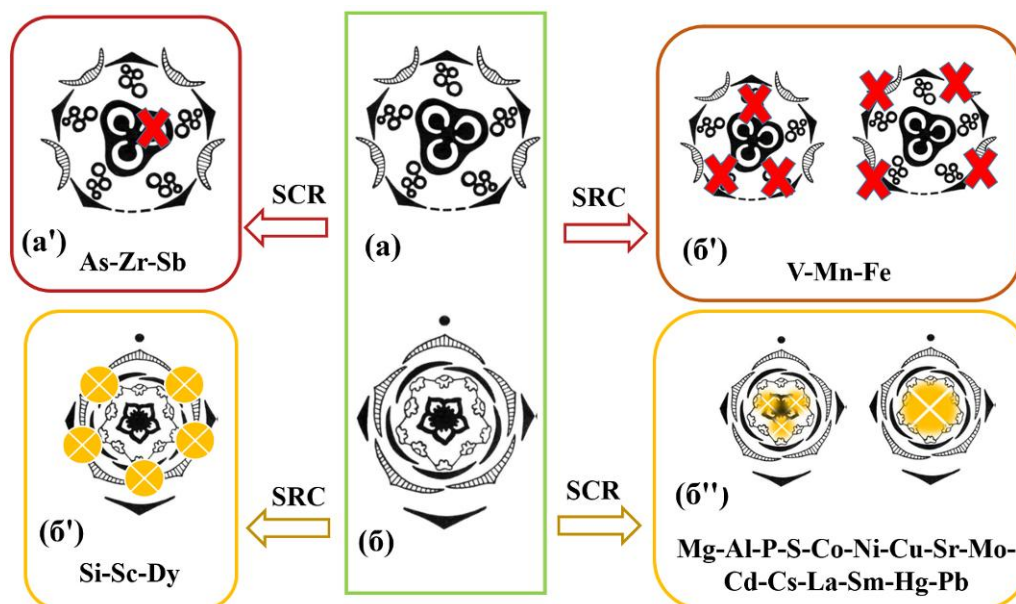 SCR
SRC
(а')
(а)
(б')
As-Zr-Sb
V-Mn-Fe
SRC
SCR
(б')
(б)
(б'')
Si-Sc-Dy
Mg-Al-P-S-Co-Ni-Cu-Sr-Mo-
Cd-Cs-La-Sm-Hg-Pb